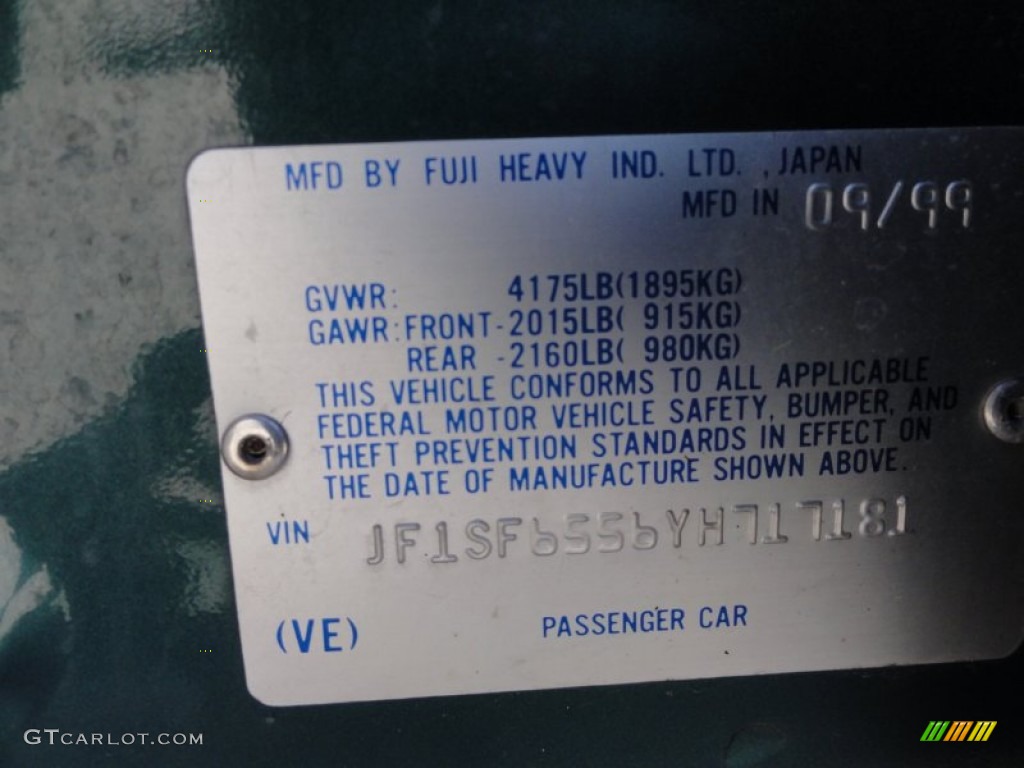 MFD BY FUJI HEAVY IND. LTD. , JAPAN
MFD IN 09/99
GVWR: 4175LB(1895KG)
GAWR:FRONT-2015LB( 915KG)
REAR -2160LB( 980KG)
THIS VEHICLE CONFORMS TO ALL APPLICABLE
FEDERAL MOTOR VEHICLE SAFETY, BUMPER, AND
THEFT PREVENTION STANDARDS IN EFFECT ON
THE DATE OF MANUFACTURE SHOWN ABOVE.
VIN JF1SF6556YH717181
(VE) PASSENGER CAR
GTCARLOT.COM